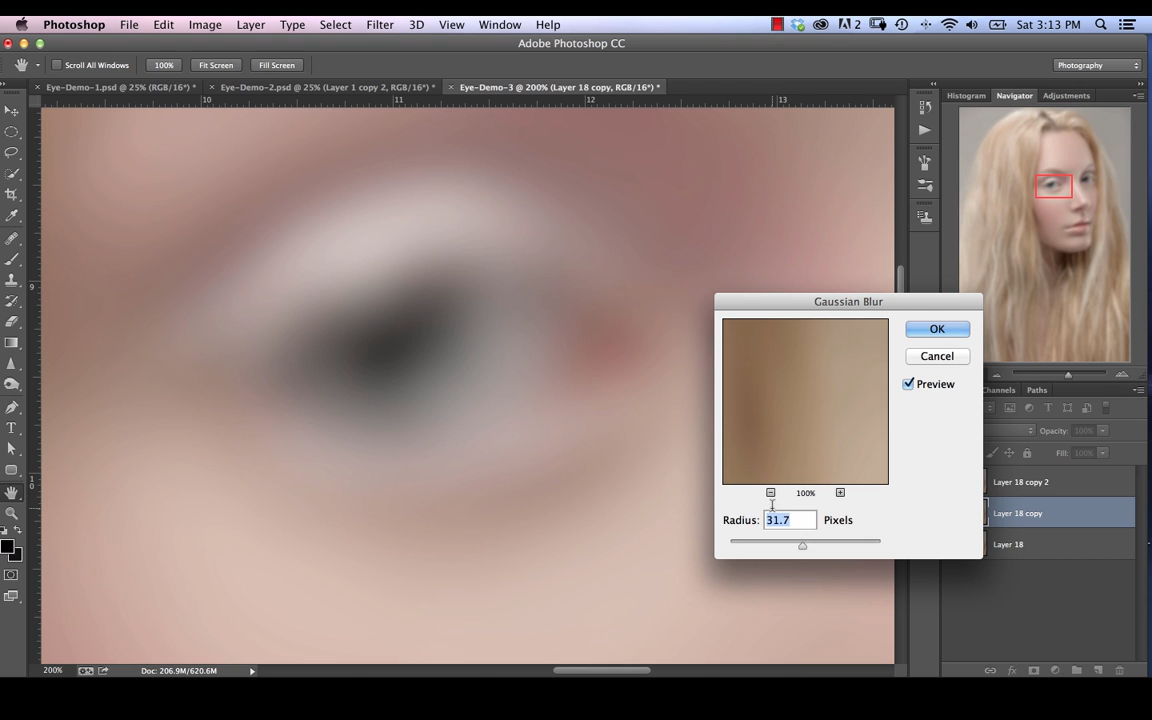 Photoshop File Edit Image Layer Type Select Filter 3D View Window Help 2 Sat 3:13 PM
Adobe Photoshop CC
Scroll All Windows 100% Fit Screen Fill Screen Photography
Eye-Demo-1.psd @ 25% (RGB/16*) * Eye-Demo-2.psd @ 25% (Layer 1 copy 2, RGB/16*) * Eye-Demo-3 @ 200% (Layer 18 copy, RGB/16*) *
Histogram Navigator Adjustments
10 11 12 13
9
10
Gaussian Blur
OK
Cancel
Preview
100%
Radius: 31.7 Pixels
Channels Paths
Opacity: 100%
Fill: 100%
Layer 18 copy 2
Layer 18 copy
Layer 18
200% Doc: 206.9M/620.6M